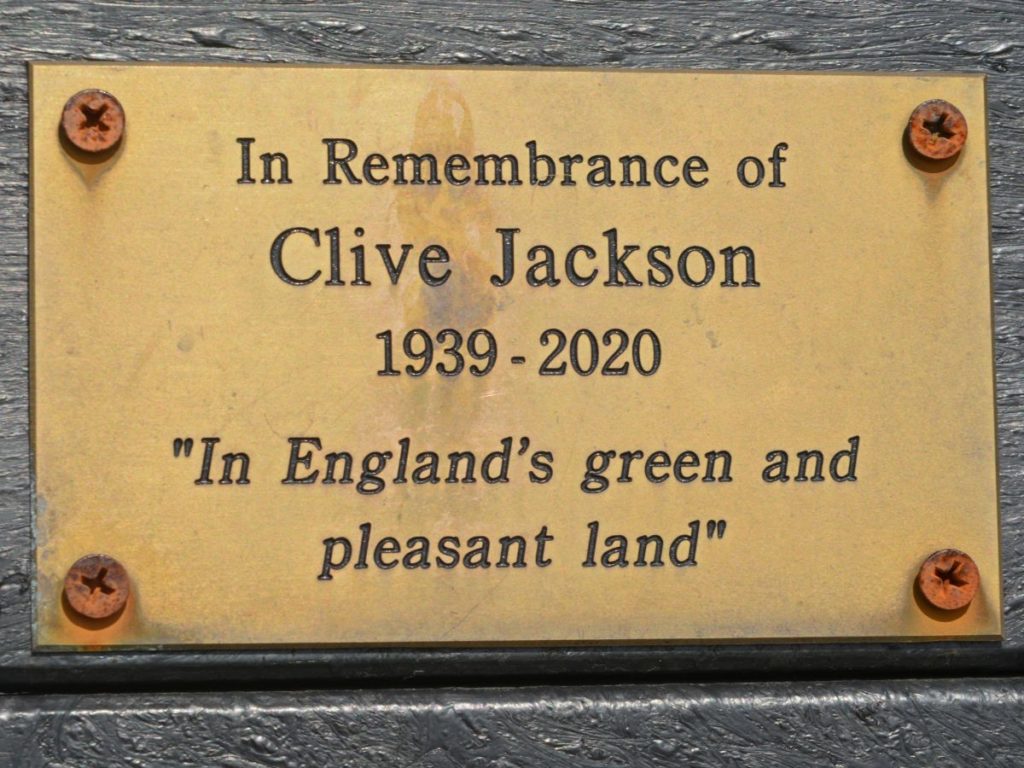 In Remembrance of
Clive Jackson
1939 - 2020
"In England's green and
pleasant land"